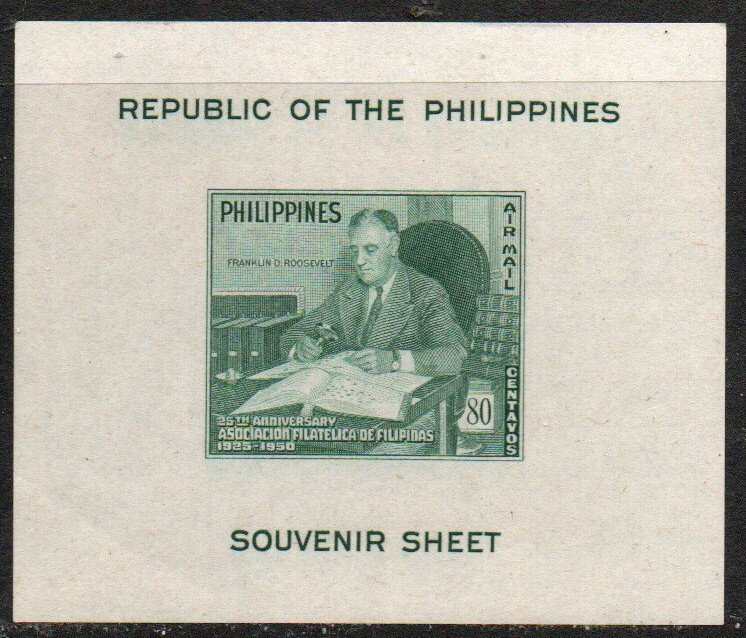 REPUBLIC OF THE PHILIPPINES
PHILIPPINES
FRANKLIN D. ROOSEVELT
AIR MAIL
80
CENTAVOS
25TH ANNIVERSARY
ASOCIACION FILATELICA DE FILIPINAS
1925-1950
SOUVENIR SHEET